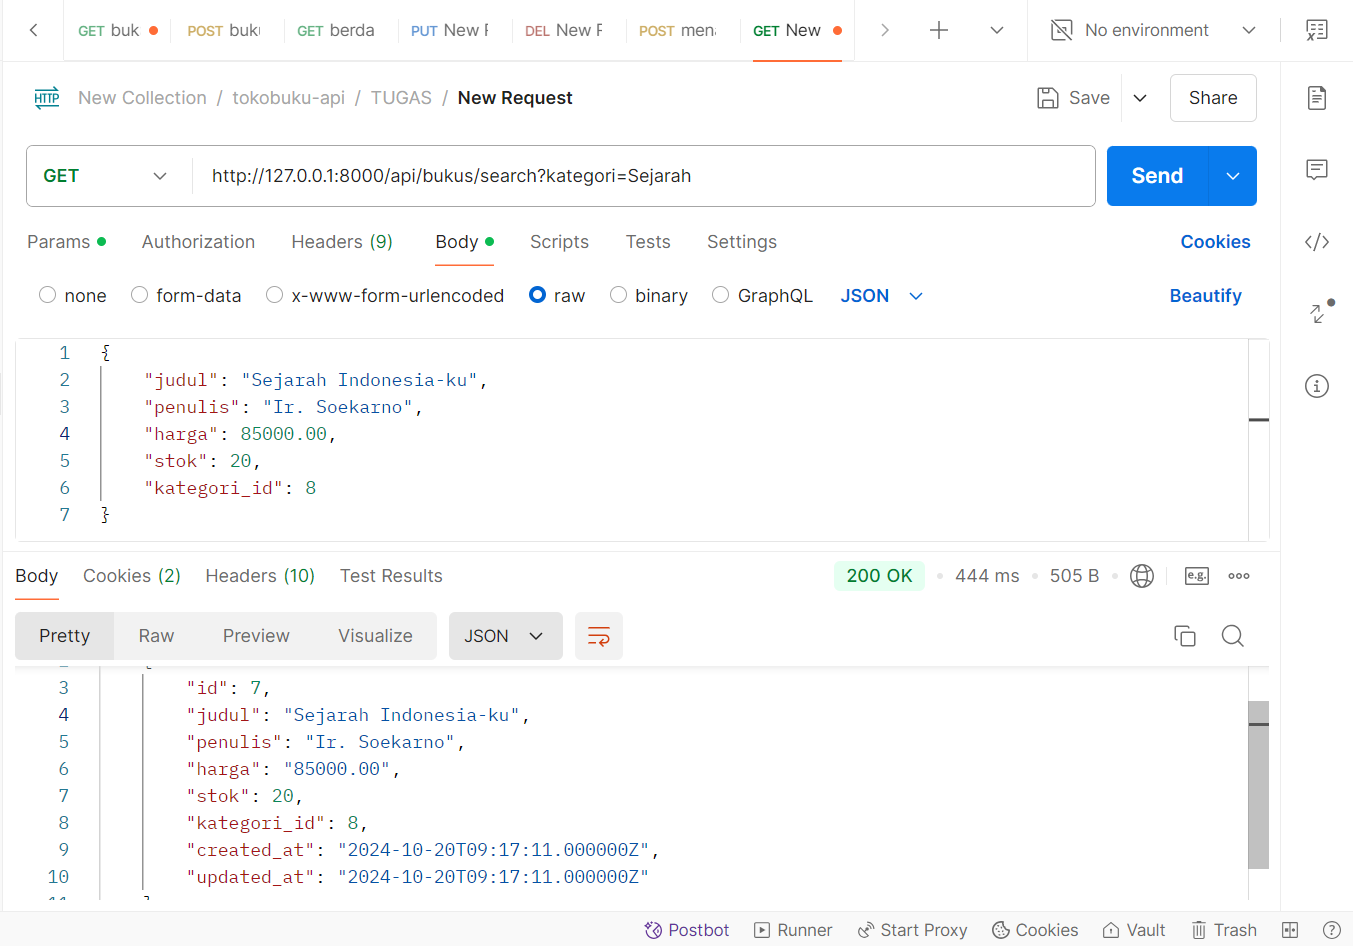 GET buk POST buk GET berda PUT New DEL New POST men GET New No environment
HTTP New Collection / tokobuku-api / TUGAS / New Request Save Share
GET http://127.0.0.1:8000/api/bukus/search?kategori=Sejarah Send
Params Authorization Headers (9) Body Scripts Tests Settings Cookies
none form-data x-www-form-urlencoded raw binary GraphQL JSON Beautify
1 {
2 "judul": "Sejarah Indonesia-ku",
3 "penulis": "Ir. Soekarno",
4 "harga": 85000.00,
5 "stok": 20,
6 "kategori_id": 8
7 }
Body Cookies (2) Headers (10) Test Results 200 OK 444 ms 505 B e.g.
Pretty Raw Preview Visualize JSON
3 "id": 7,
4 "judul": "Sejarah Indonesia-ku",
5 "penulis": "Ir. Soekarno",
6 "harga": "85000.00",
7 "stok": 20,
8 "kategori_id": 8,
9 "created_at": "2024-10-20T09:17:11.000000Z",
10 "updated_at": "2024-10-20T09:17:11.000000Z"
Postbot Runner Start Proxy Cookies Vault Trash